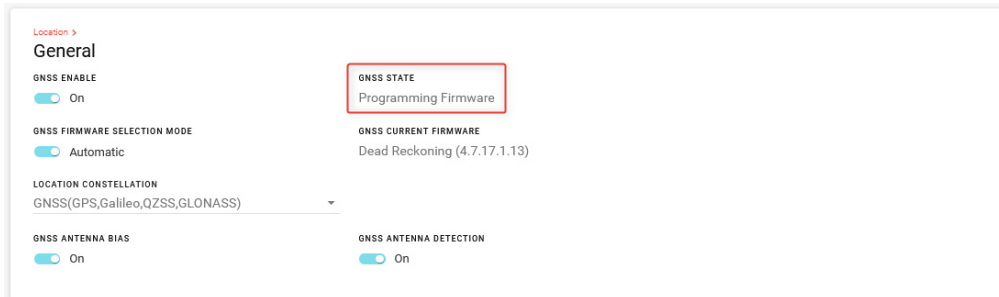 Location >
General
GNSS ENABLE
On
GNSS STATE
Programming Firmware
GNSS FIRMWARE SELECTION MODE
Automatic
GNSS CURRENT FIRMWARE
Dead Reckoning (4.7.17.1.13)
LOCATION CONSTELLATION
GNSS(GPS,Galileo,QZSS,GLONASS)
GNSS ANTENNA BIAS
On
GNSS ANTENNA DETECTION
On